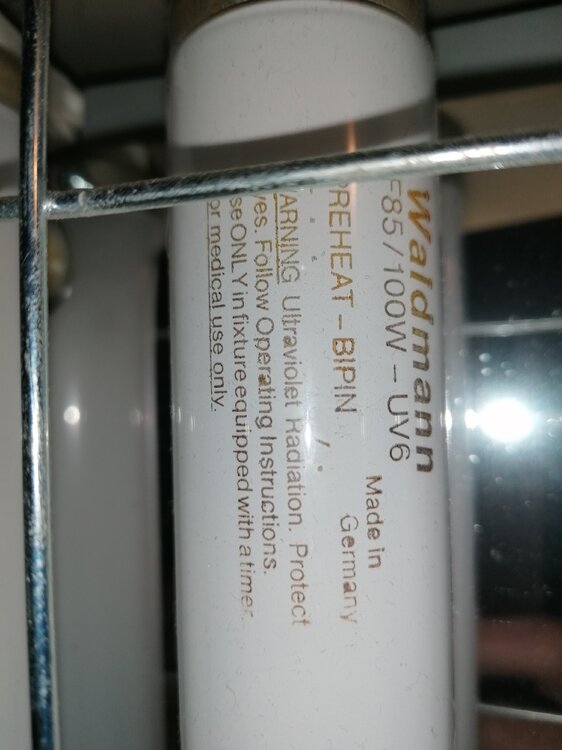 Waldmann
F85/100W-UV6
Made in
Germany
PREHEAT-BIPIN
WARNING Ultraviolet Radiation. Protect
yes. Follow Operating Instructions.
se ONLY in fixture equipped with a timer.
or medical use only.